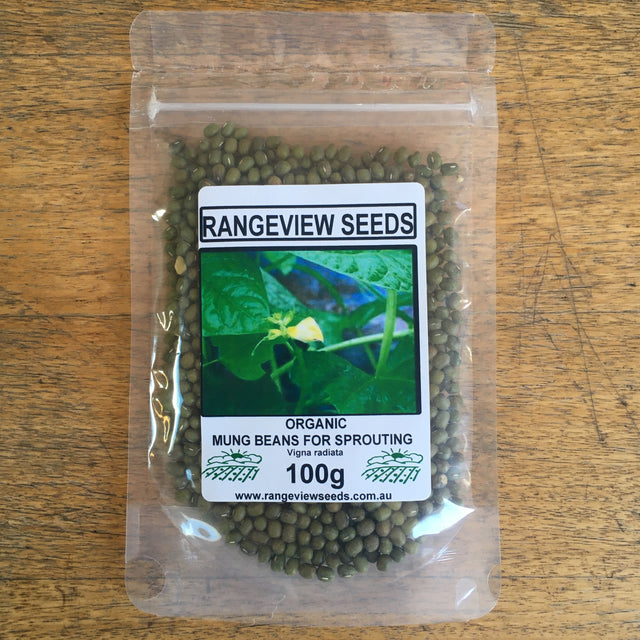 RANGEVIEW SEEDS
ORGANIC
MUNG BEANS FOR SPROUTING
Vigna radiata
100g
www.rangeviewseeds.com.au